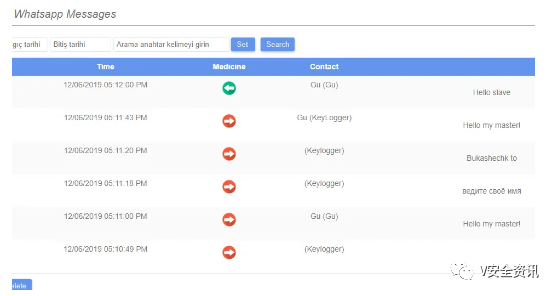 Whatsapp Messages
gıç tarihi Bitiş tarihi Arama anahtar kelimeyi girin Set Search
Time Medicine Contact
12/06/2019 05:12:00 PM Gu (Gu) Hello slave
12/06/2019 05:11:43 PM Gu (KeyLogger) Hello my master!
12/06/2019 05:11:20 PM (Keylogger) Bukashechk to
12/06/2019 05:11:18 PM (Keylogger) ведите своё имя
12/06/2019 05:11:00 PM Gu (Gu) Hello my master!
12/06/2019 05:10:49 PM (Keylogger)
elete
V安全资讯